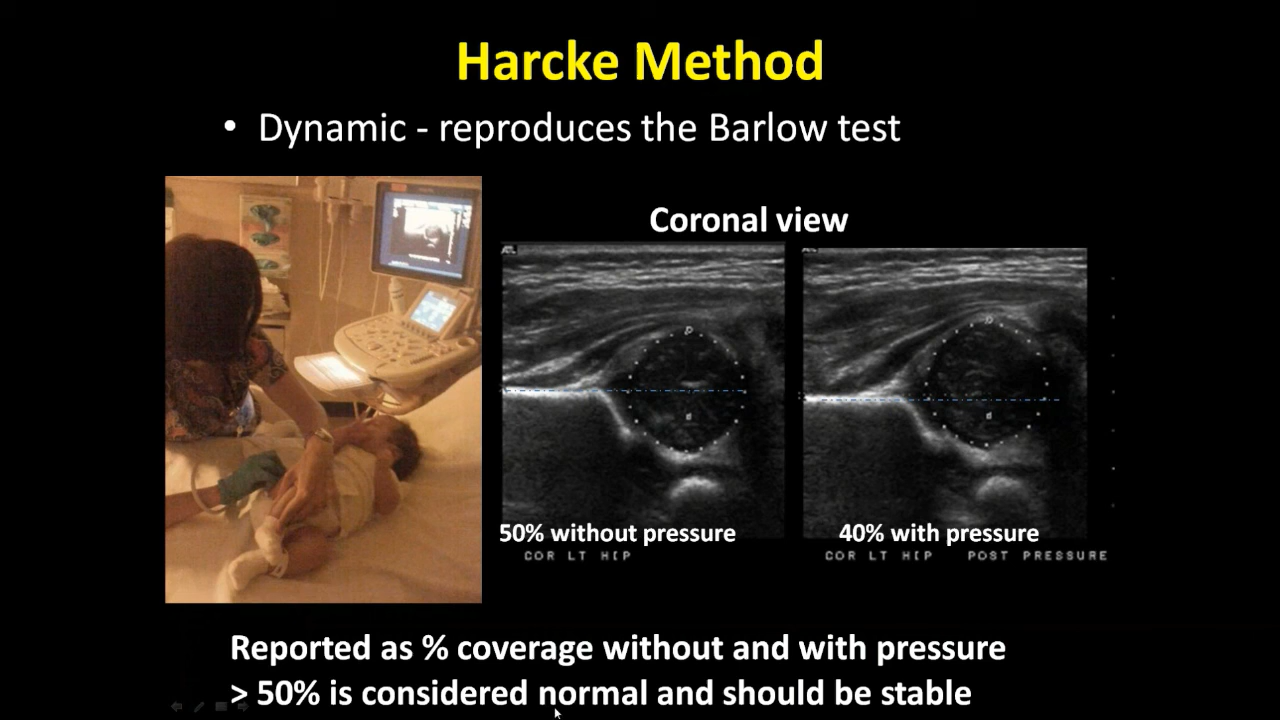 Harcke Method
• Dynamic - reproduces the Barlow test
Coronal view
p
d
p
d
50% without pressure
40% with pressure
COR LT HIP
COR LT HIP POST PRESSURE
Reported as % coverage without and with pressure
> 50% is considered normal and should be stable